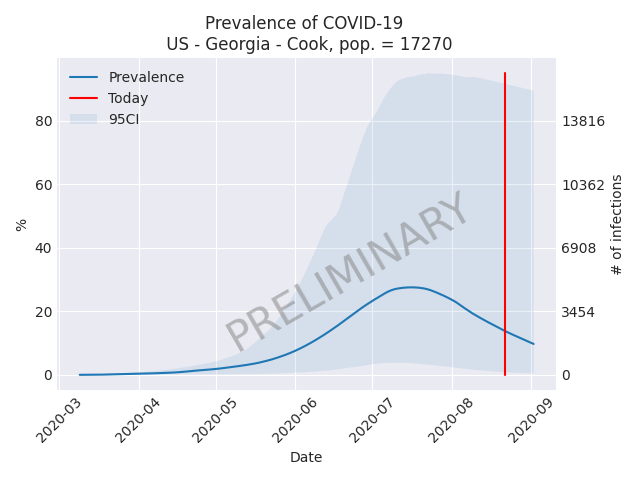 Prevalence of COVID-19
US - Georgia - Cook, pop. = 17270
Prevalence
Today
95CI
80
60
40
20
0
%
13816
10362
6908
3454
0
# of infections
PRELIMINARY
2020-03
2020-04
2020-05
2020-06
2020-07
2020-08
2020-09
Date